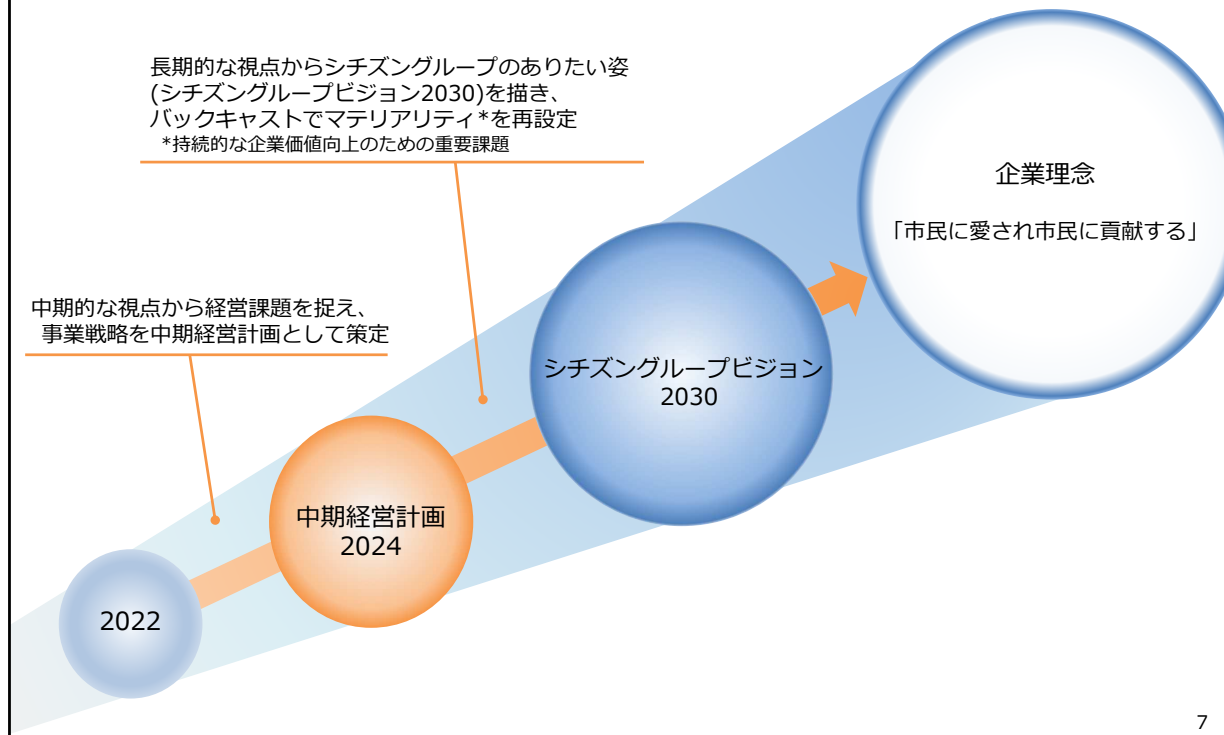 長期的な視点からシチズングループのありたい姿
(シチズングループビジョン2030)を描き、
バックキャストでマテリアリティ*を再設定
*持続的な企業価値向上のための重要課題
企業理念
「市民に愛され市民に貢献する」
中期的な視点から経営課題を捉え、
事業戦略を中期経営計画として策定
シチズングループビジョン
2030
中期経営計画
2024
2022
7